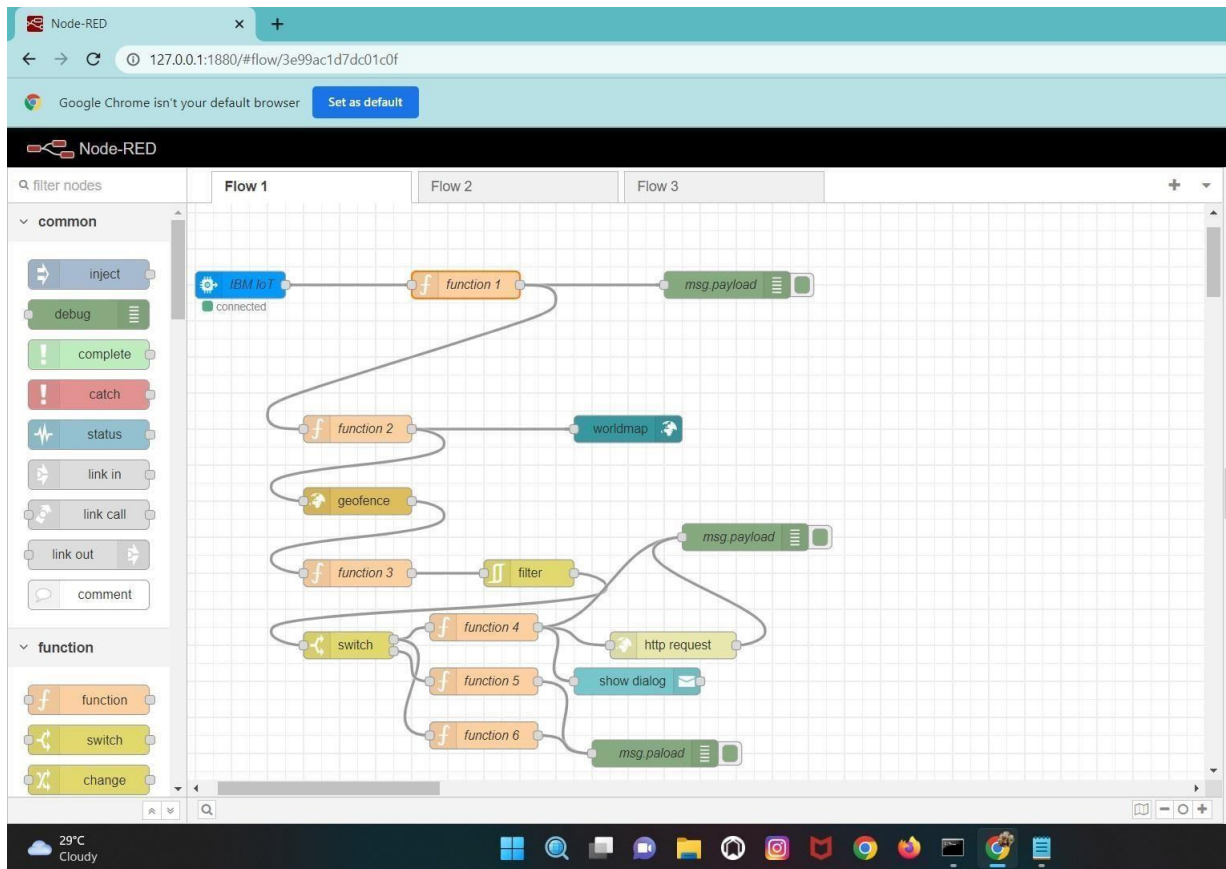 Node-RED
127.0.0.1:1880/#flow/3e99ac1d7dc01c0f
Google Chrome isn't your default browser Set as default
Node-RED
filter nodes
Flow 1 Flow 2 Flow 3
common
inject
debug
complete
catch
status
link in
link call
link out
comment
function
function
switch
change
IBM IoT function 1 msg.payload
connected
function 2 worldmap
geofence
msg.payload
function 3 filter
function 4
switch http request
function 5 show dialog
function 6
msg.paload
29°C
Cloudy